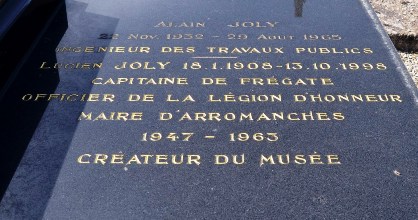 ALAIN JOLY
22 NOV. 1932 - 29 AOUT 1965
INGENIEUR DES TRAVAUX PUBLICS
LUCIEN JOLY 18.1.1908-13.10.1998
CAPITAINE DE FRÉGATE
OFFICIER DE LA LÉGION D'HONNEUR
MAIRE D'ARROMANCHES
1947 - 1963
CRÉATEUR DU MUSÉE